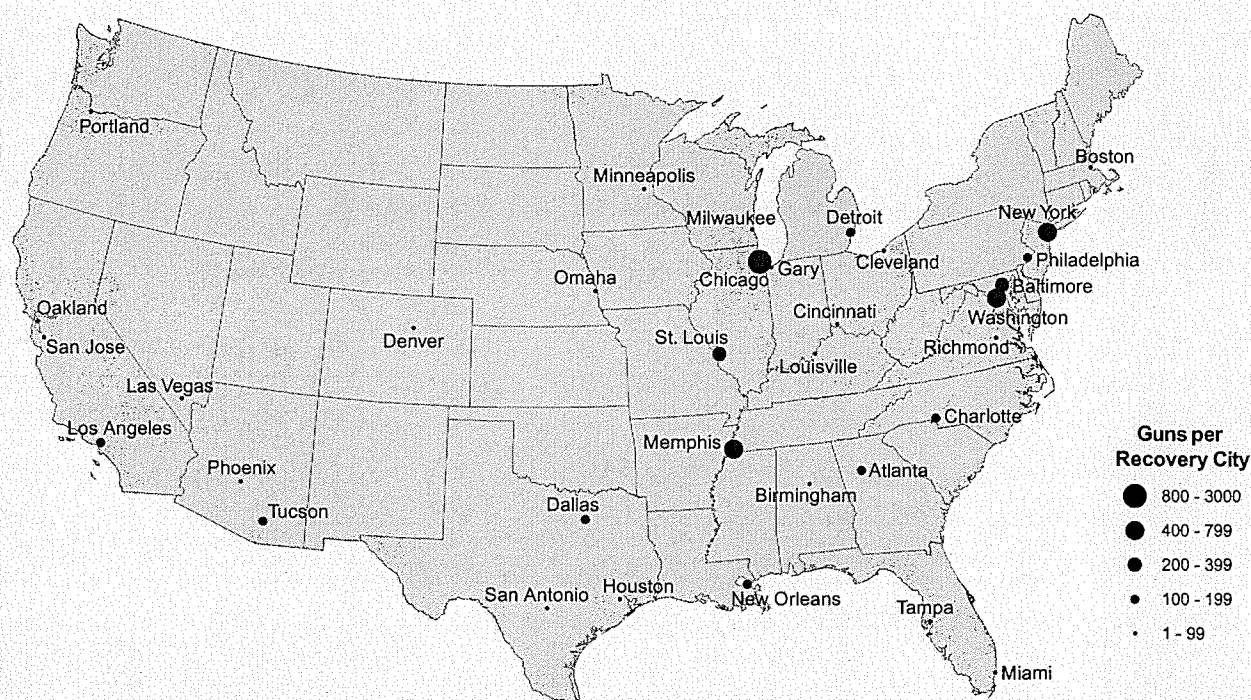 Portland
Minneapolis
Boston
Milwaukee
Detroit
New York
Cleveland
Philadelphia
Chicago
Gary
Omaha
Baltimore
Oakland
Cincinnati
Washington
San Jose
Denver
St. Louis
Richmond
Louisville
Las Vegas
Los Angeles
Charlotte
Memphis
Phoenix
Atlanta
Birmingham
Tucson
Dallas
San Antonio
Houston
New Orleans
Tampa
Miami
Guns per
Recovery City
800 - 3000
400 - 799
200 - 399
100 - 199
1 - 99